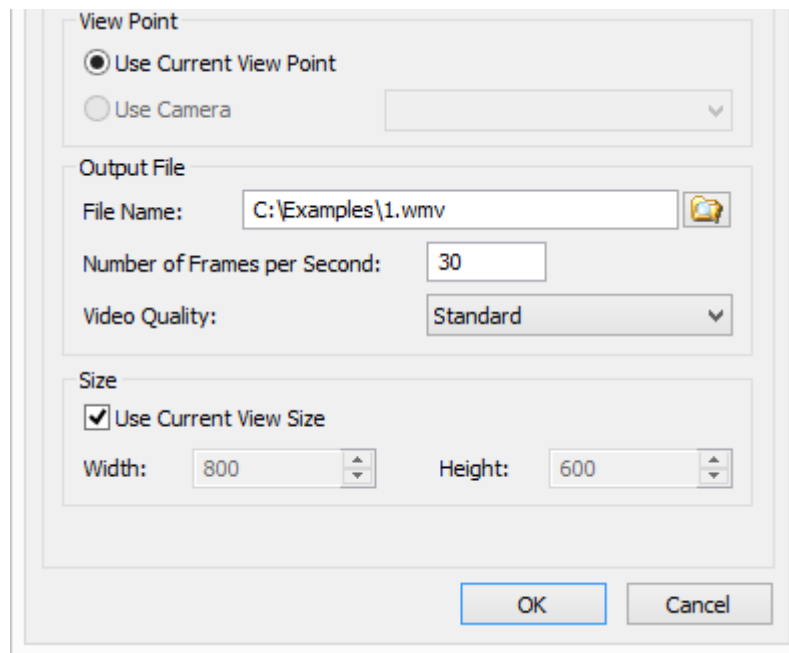 View Point
Use Current View Point
Use Camera
Output File
File Name: C:\Examples\1.wmv
Number of Frames per Second: 30
Video Quality: Standard
Size
Use Current View Size
Width: 800 Height: 600
OK Cancel